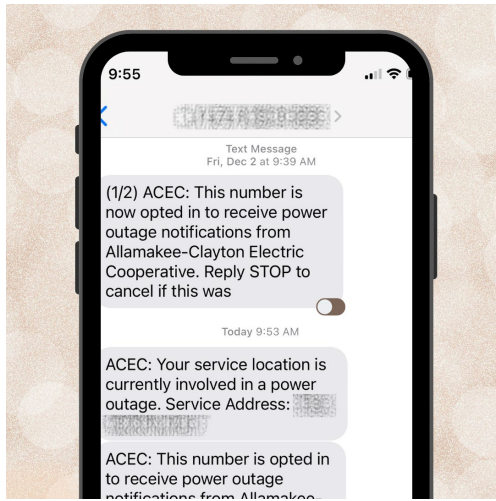 9:55
Text Message
Fri, Dec 2 at 9:39 AM
(1/2) ACEC: This number is
now opted in to receive power
outage notifications from
Allamakee-Clayton Electric
Cooperative. Reply STOP to
cancel if this was
Today 9:53 AM
ACEC: Your service location is
currently involved in a power
outage. Service Address:
ACEC: This number is opted in
to receive power outage
notifications from Allamakee-